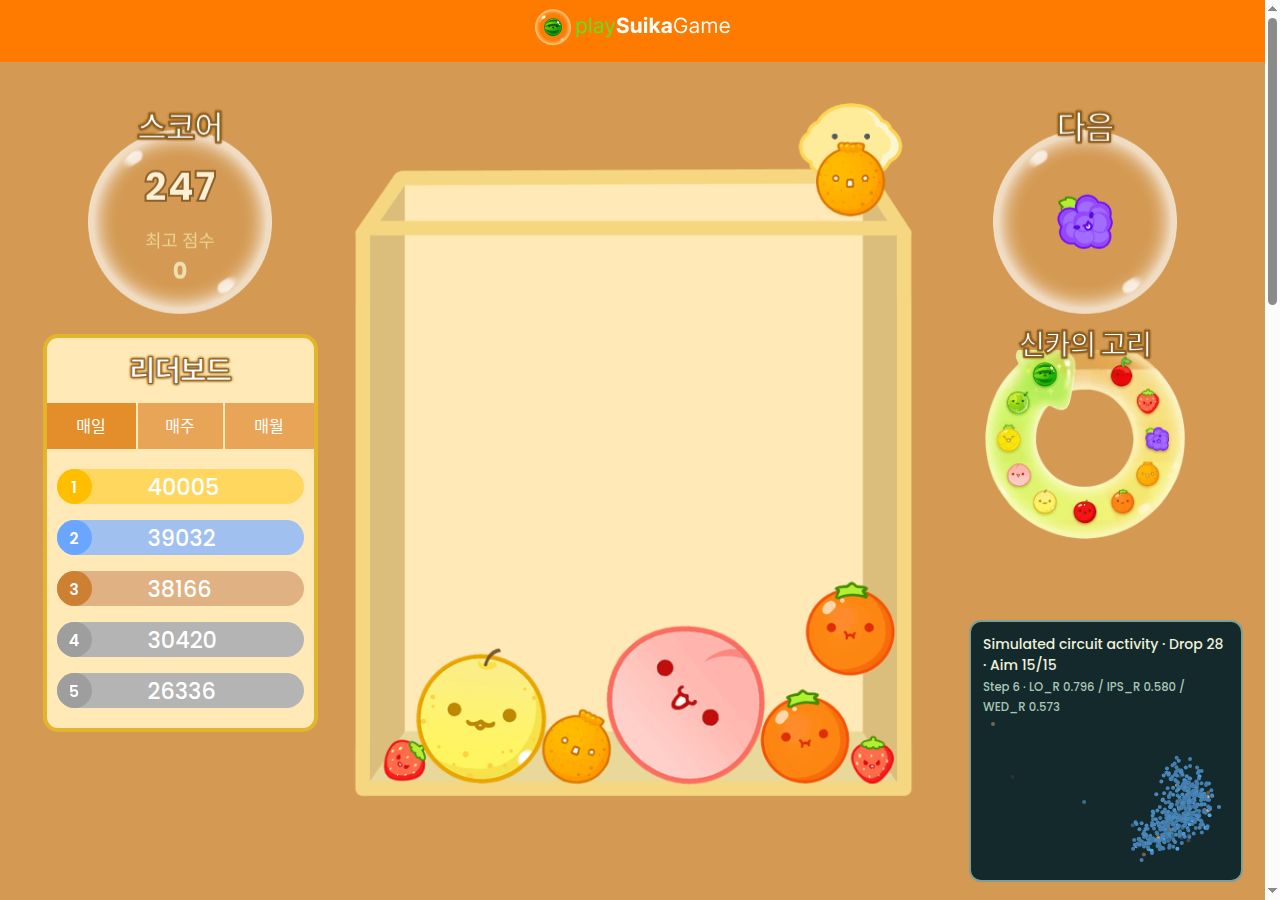 playSuikaGame
스코어
247
최고 점수
0
다음
신카의 고리
리더보드
매일 매주 매월
1 40005
2 39032
3 38166
4 30420
5 26336
Simulated circuit activity · Drop 28
· Aim 15/15
Step 6 · LO_R 0.796 / IPS_R 0.580 /
WED_R 0.573